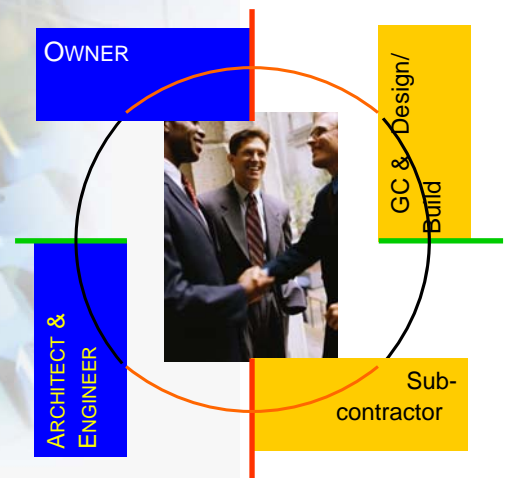 OWNER
GC & Design/
Build
ARCHITECT &
ENGINEER
Sub-
contractor